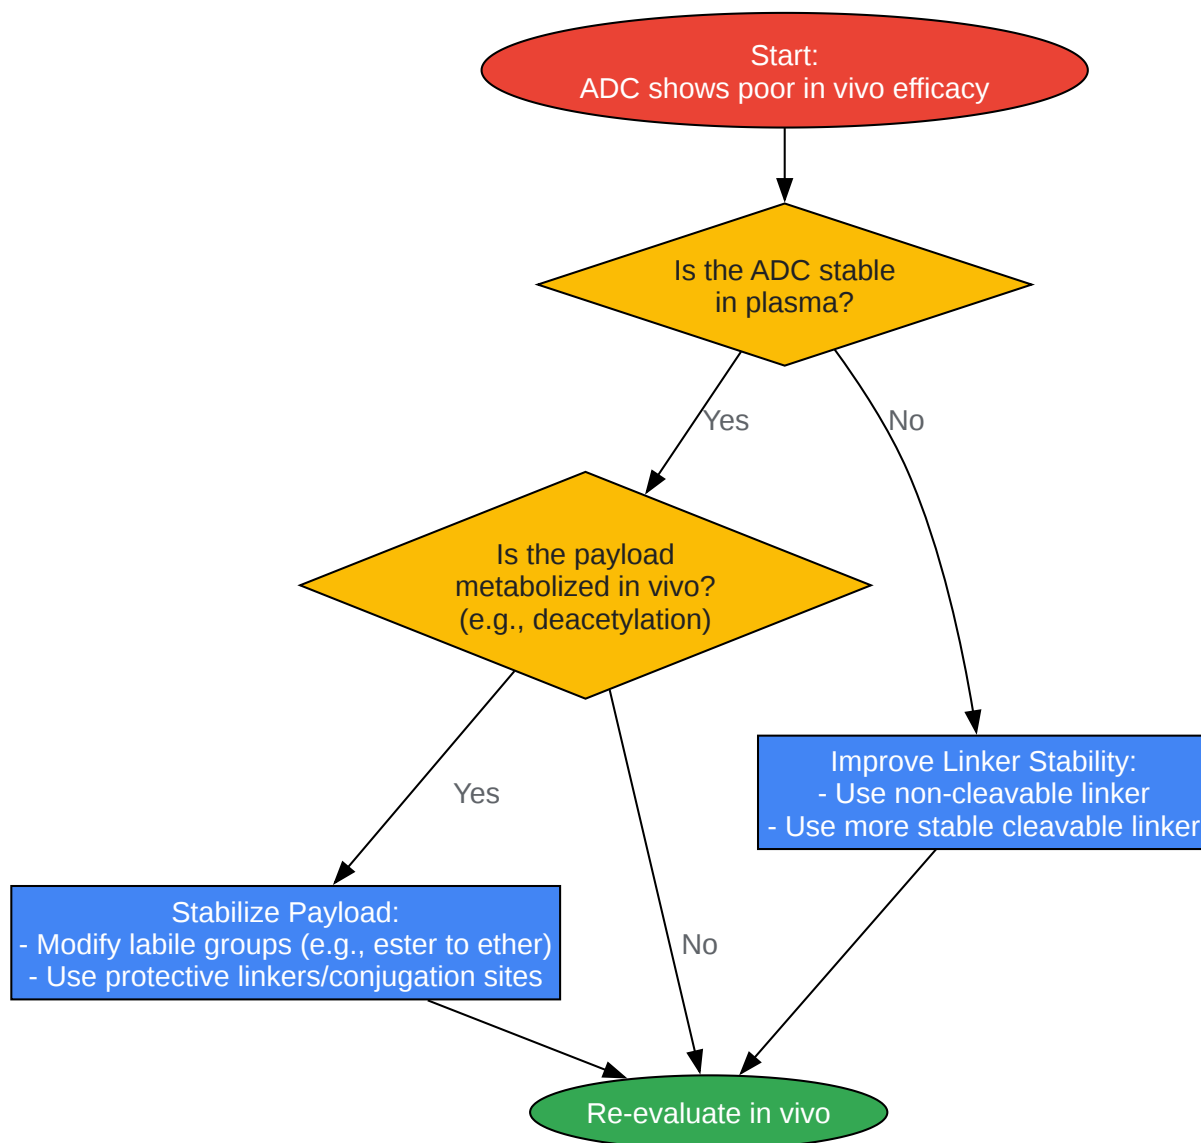 Start:
ADC shows poor in vivo efficacy
Is the ADC stable
in plasma?
Yes
No
Is the payload
metabolized in vivo?
(e.g., deacetylation)
Improve Linker Stability:
- Use non-cleavable linker
- Use more stable cleavable linker
Yes
Stabilize Payload:
- Modify labile groups (e.g., ester to ether)
- Use protective linkers/conjugation sites
No
Re-evaluate in vivo